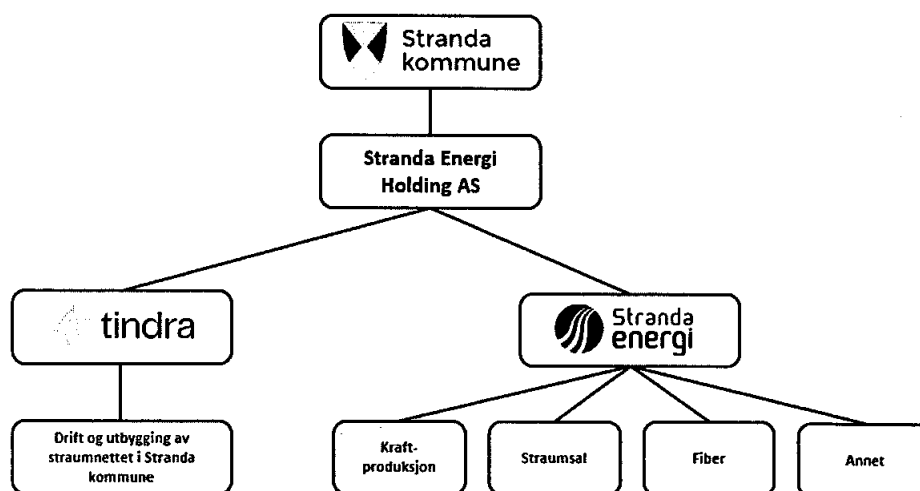 Stranda
kommune
Stranda Energi
Holding AS
tindra
Stranda
energi
Drift og utbygging av
straumnettet i Stranda
kommune
Kraft-
produksjon
Straumsal
Fiber
Annet